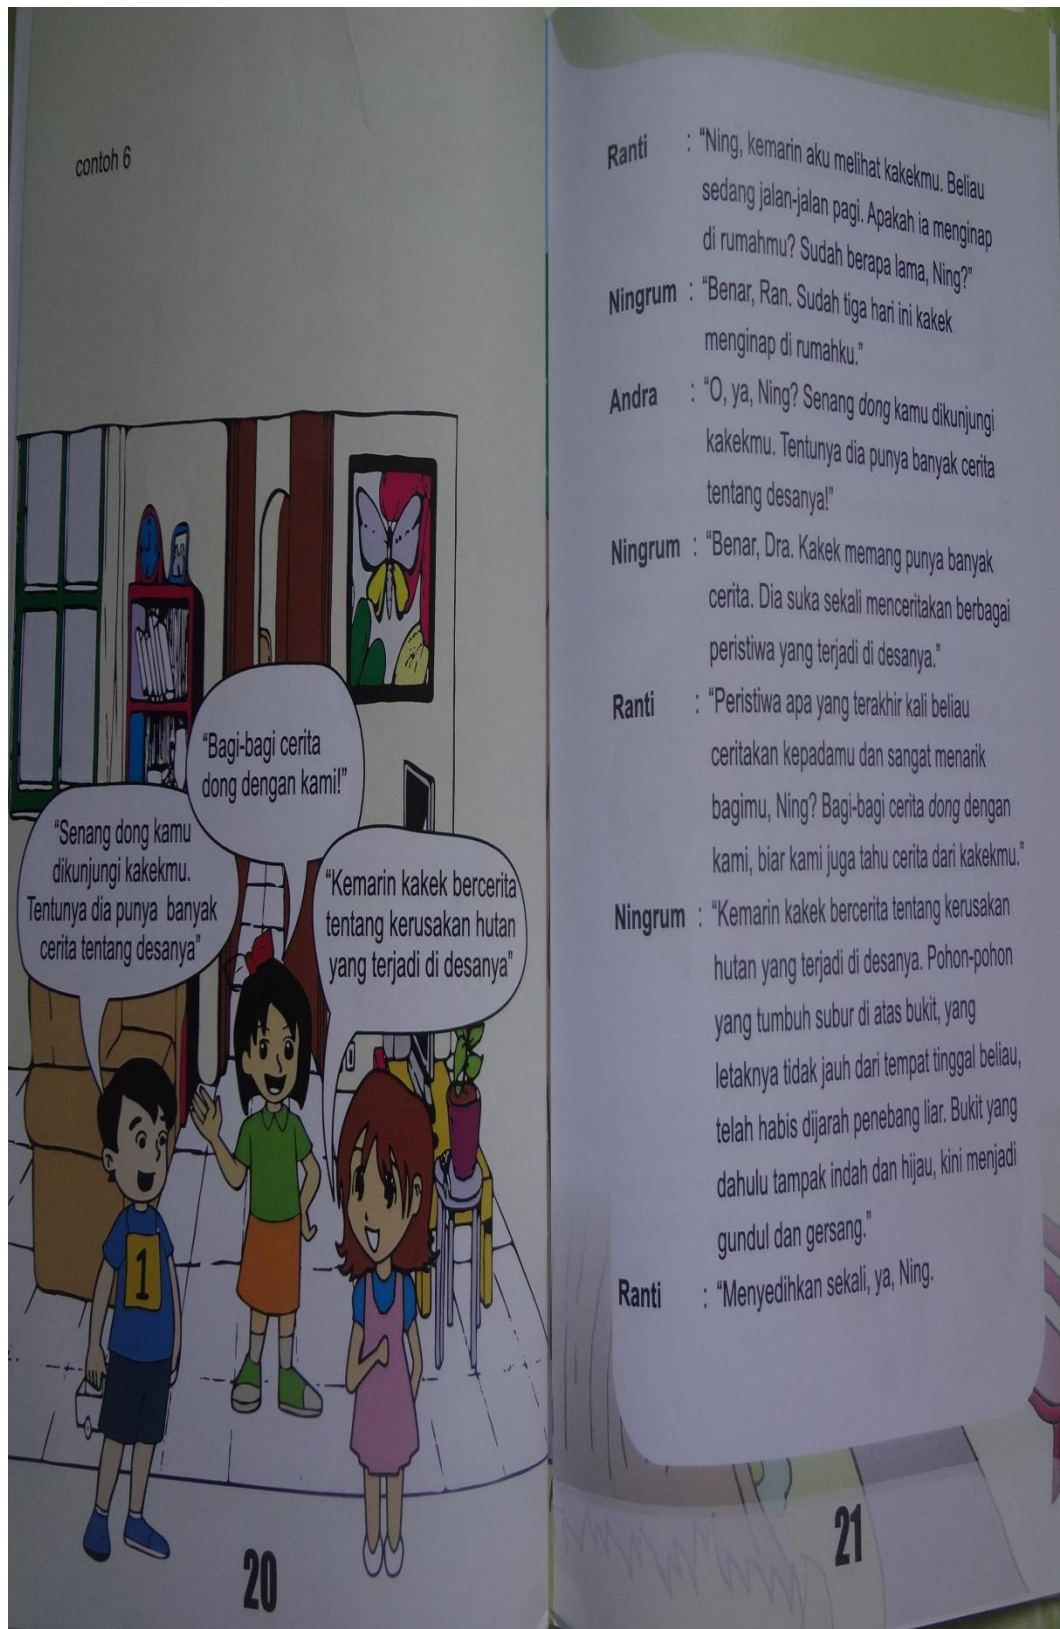 contoh 6
"Bagi-bagi cerita
dong dengan kami!"
"Senang dong kamu
dikunjungi kakekmu.
Tentunya dia punya banyak
cerita tentang desanya"
"Kemarin kakek bercerita
tentang kerusakan hutan
yang terjadi di desanya"
1
20
Ranti : "Ning, kemarin aku melihat kakekmu. Beliau
sedang jalan-jalan pagi. Apakah ia menginap
di rumahmu? Sudah berapa lama, Ning?"
Ningrum : "Benar, Ran. Sudah tiga hari ini kakek
menginap di rumahku."
Andra : "O, ya, Ning? Senang dong kamu dikunjungi
kakekmu. Tentunya dia punya banyak cerita
tentang desanya!"
Ningrum : "Benar, Dra. Kakek memang punya banyak
cerita. Dia suka sekali menceritakan berbagai
peristiwa yang terjadi di desanya."
Ranti : "Peristiwa apa yang terakhir kali beliau
ceritakan kepadamu dan sangat menarik
bagimu, Ning? Bagi-bagi cerita dong dengan
kami, biar kami juga tahu cerita dari kakekmu."
Ningrum : "Kemarin kakek bercerita tentang kerusakan
hutan yang terjadi di desanya. Pohon-pohon
yang tumbuh subur di atas bukit, yang
letaknya tidak jauh dari tempat tinggal beliau,
telah habis dijarah penebang liar. Bukit yang
dahulu tampak indah dan hijau, kini menjadi
gundul dan gersang."
Ranti : "Menyedihkan sekali, ya, Ning.
21